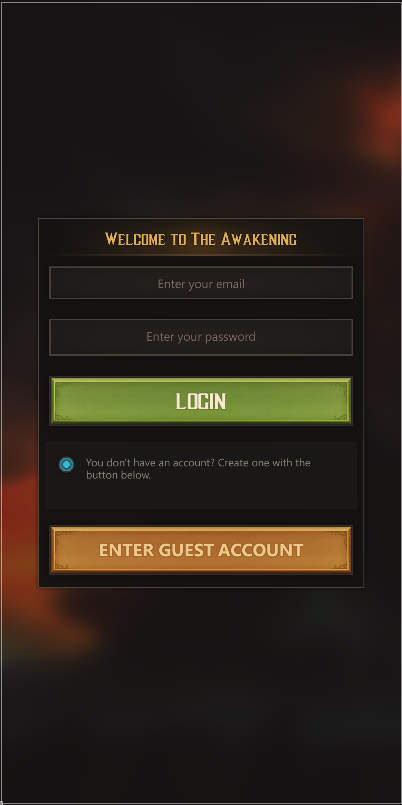 Welcome to The Awakening
Enter your email
Enter your password
LOGIN
You don't have an account? Create one with the
button below.
ENTER GUEST ACCOUNT